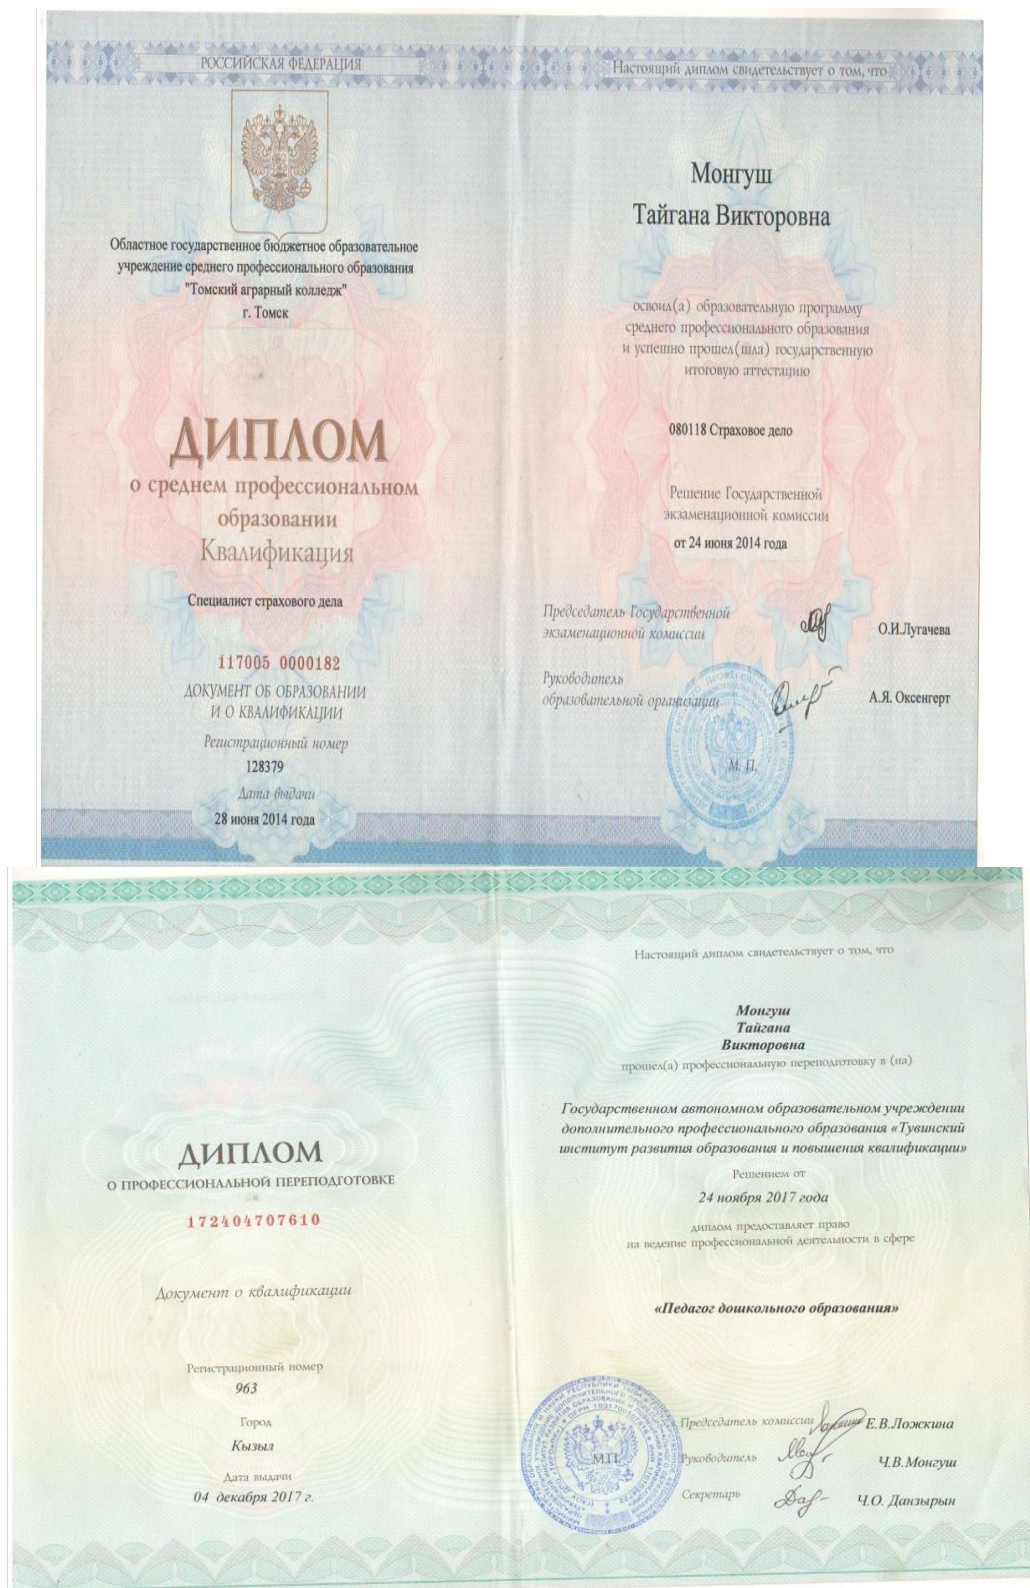 РОССИЙСКАЯ ФЕДЕРАЦИЯ
Областное государственное бюджетное образовательное
учреждение среднего профессионального образования
"Томский аграрный колледж"
г. Томск
ДИПЛОМ
о среднем профессиональном
образовании
Квалификация
Специалист страхового дела
117005 0000182
ДОКУМЕНТ ОБ ОБРАЗОВАНИИ
И О КВАЛИФИКАЦИИ
Регистрационный номер
128379
Дата выдачи
28 июня 2014 года
Настоящий диплом свидетельствует о том, что
Монгуш
Тайгана Викторовна
освоил(а) образовательную программу
среднего профессионального образования
и успешно прошел(шла) государственную
итоговую аттестацию
080118 Страховое дело
Решение Государственной
экзаменационной комиссии
от 24 июня 2014 года
Председатель Государственной
экзаменационной комиссии
О.И.Лугачева
Руководитель
образовательной организации
А.Я. Оксенгерт
М. П.
ДИПЛОМ
О ПРОФЕССИОНАЛЬНОЙ ПЕРЕПОДГОТОВКЕ
172404707610
Документ о квалификации
Регистрационный номер
963
Город
Кызыл
Дата выдачи
04 декабря 2017 г.
Настоящий диплом свидетельствует о том, что
Монгуш
Тайгана
Викторовна
прошел(а) профессиональную переподготовку в (на)
Государственном автономном образовательном учреждении
дополнительного профессионального образования «Тувинский
институт развития образования и повышения квалификации»
Решением от
24 ноября 2017 года
диплом предоставляет право
на ведение профессиональной деятельности в сфере
«Педагог дошкольного образования»
Председатель комиссии Е.В.Ложкина
М.П.
Руководитель Ч.В.Монгуш
Секретарь Ч.О. Данзырын